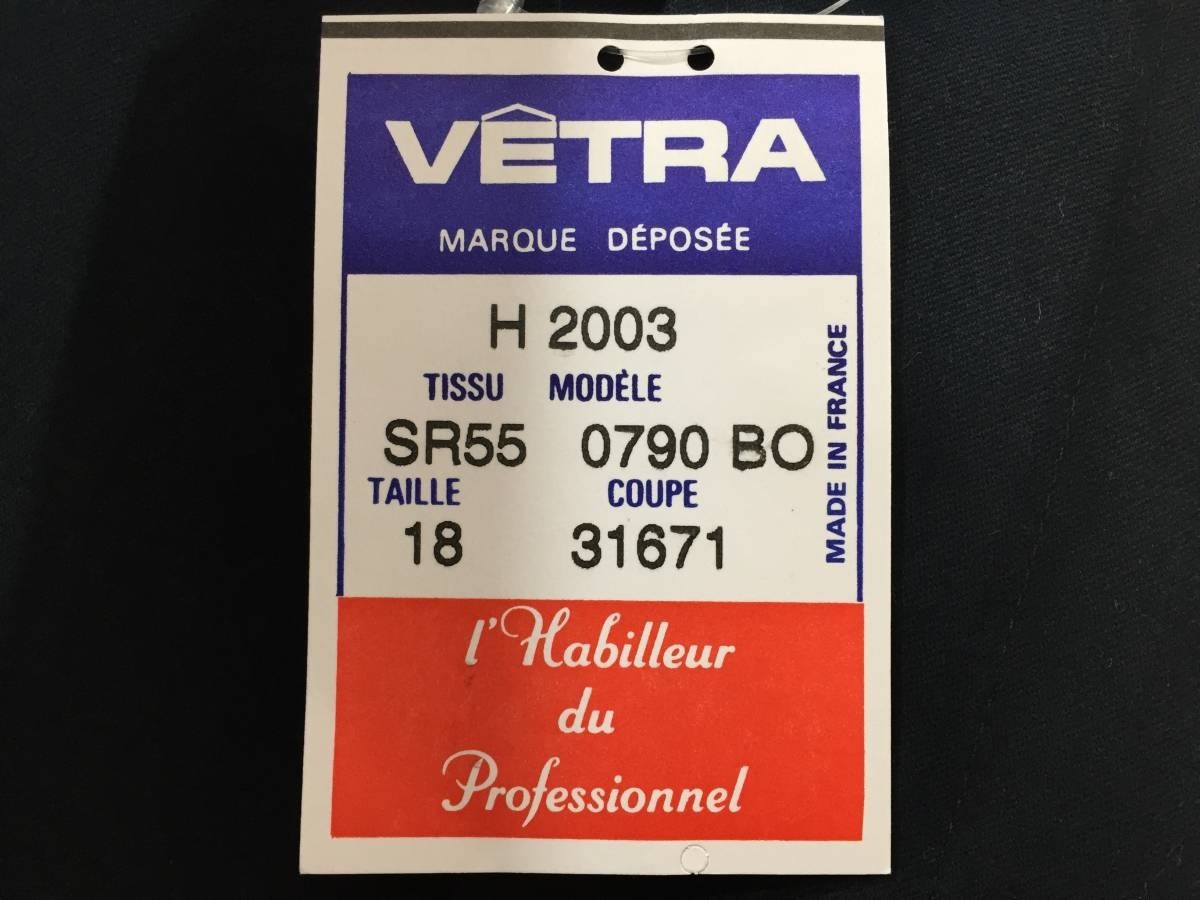 VÊTRA
MARQUE DÉPOSÉE
H 2003
TISSU MODÈLE
SR55 0790 BO
TAILLE COUPE
18 31671
MADE IN FRANCE
l'Habilleur
du
Professionnel